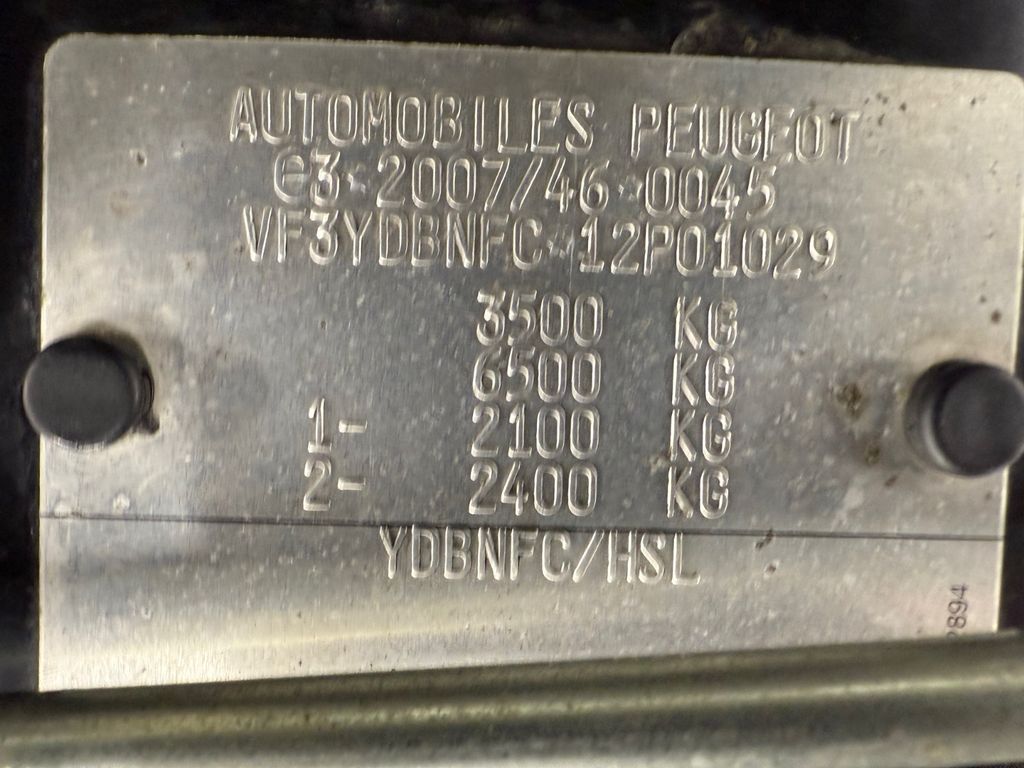 AUTOMOBILES PEUGEOT
e3*2007/46*0045
VF3YDBNFC 12P01029
3500 KG
6500 KG
1- 2100 KG
2- 2400 KG
YDBNFC/HSL